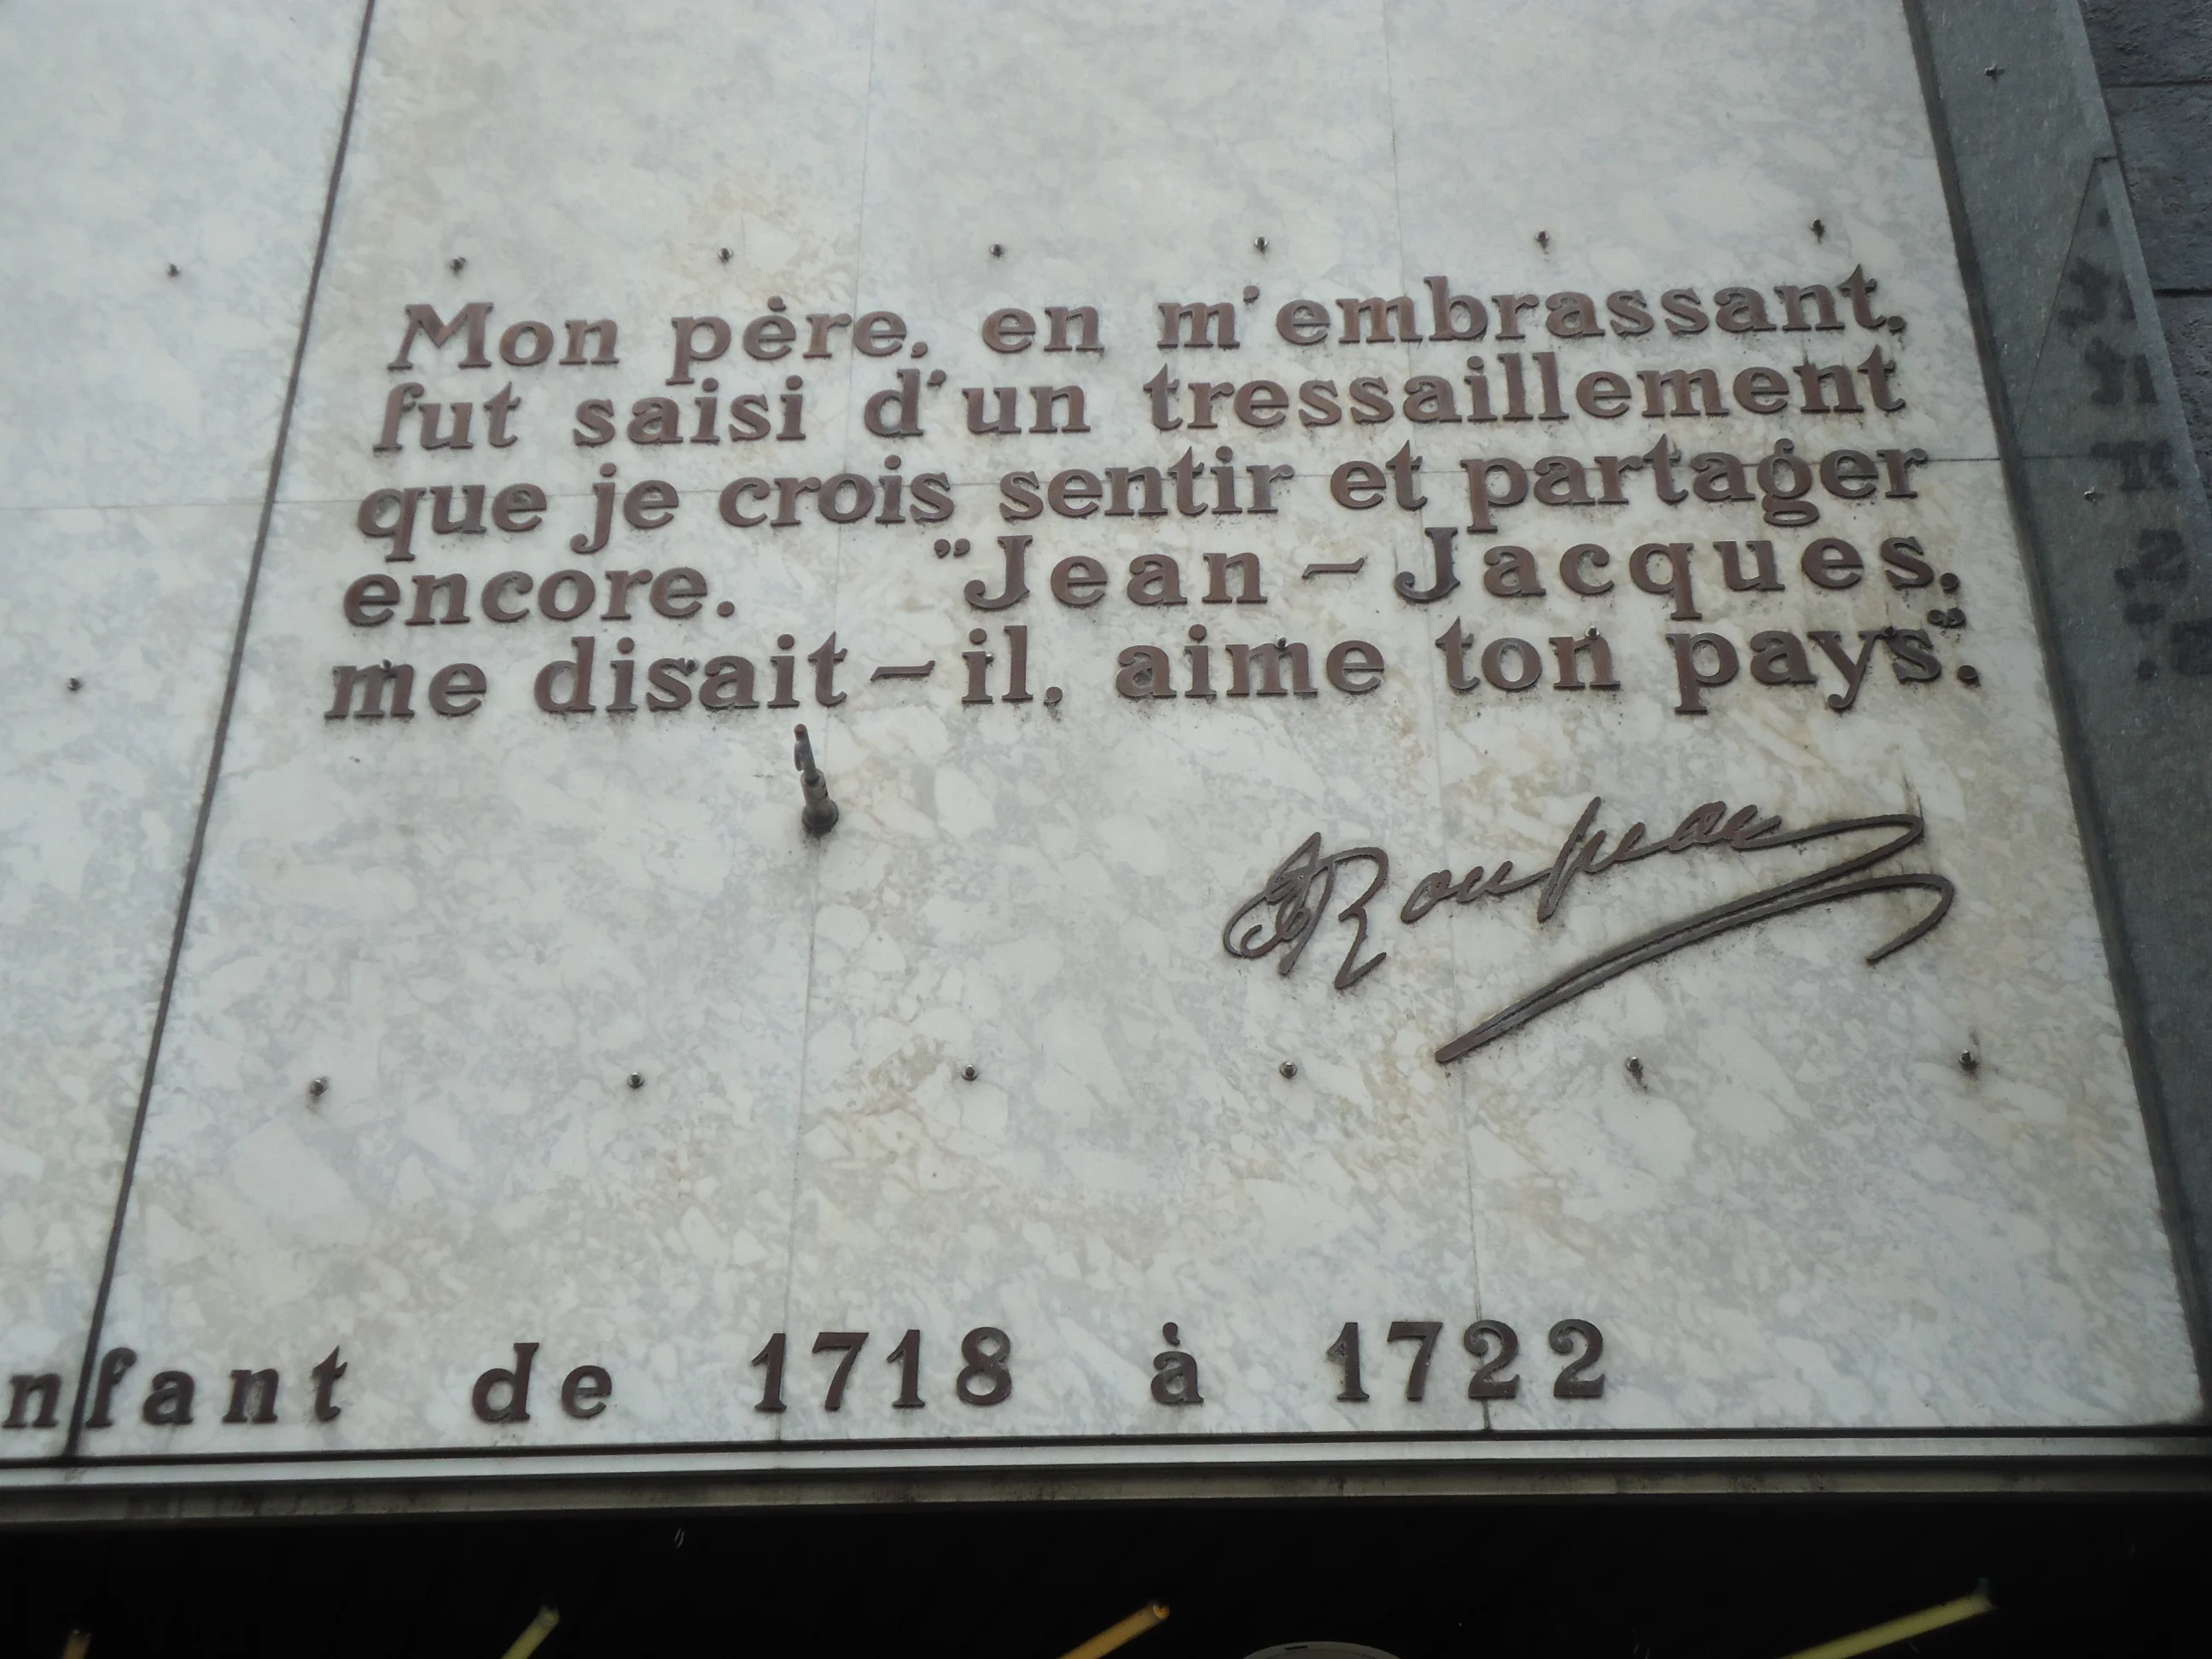 Mon père, en m'embrassant,
fut saisi d'un tressaillement
que je crois sentir et partager
encore. "Jean-Jacques,
me disait-il, aime ton pays".
JJRousseau
nfant de 1718 à 1722